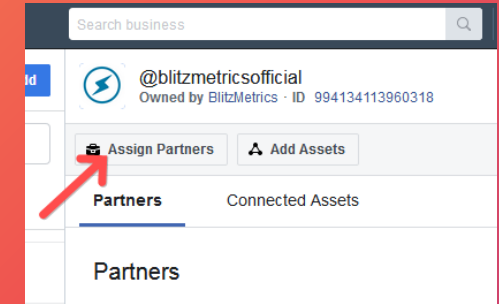 Search business
dd
@blitzmetricsofficial
Owned by BlitzMetrics · ID 994134113960318
Assign Partners
Add Assets
Partners
Connected Assets
Partners